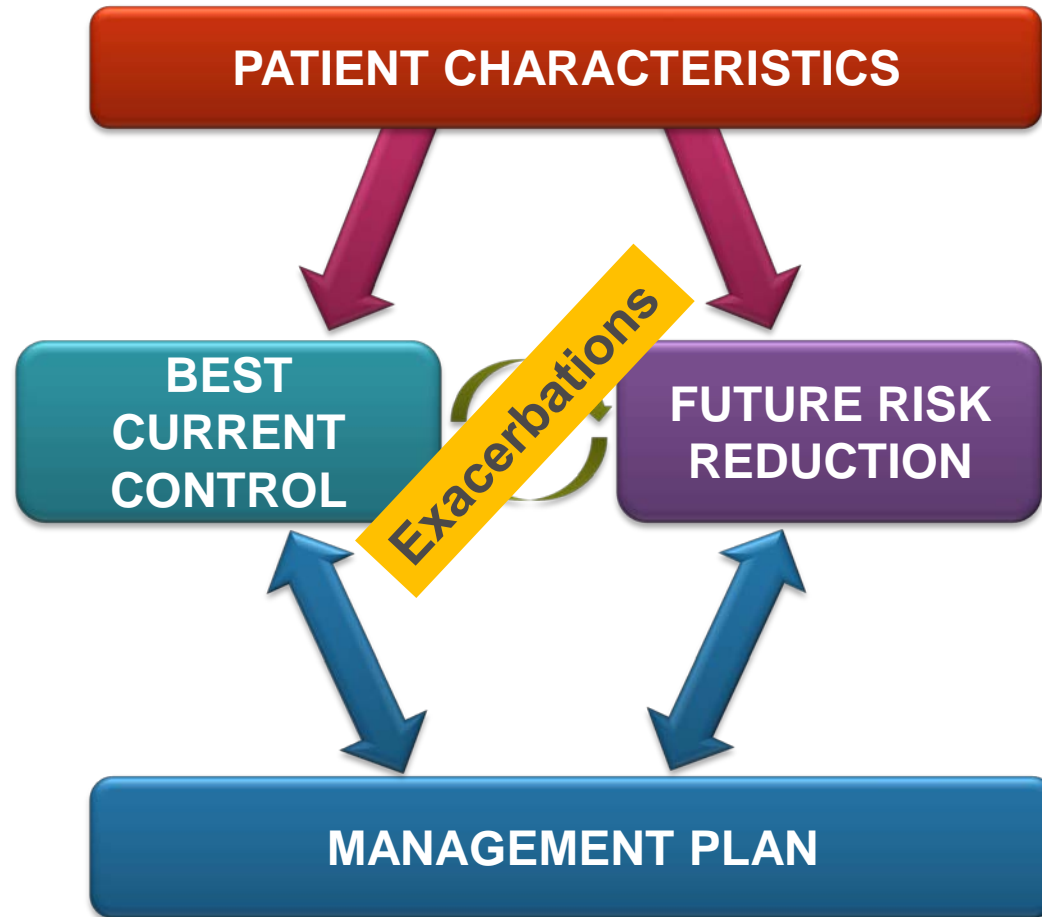 PATIENT CHARACTERISTICS
BEST
CURRENT
CONTROL
Exacerbations
FUTURE RISK
REDUCTION
MANAGEMENT PLAN